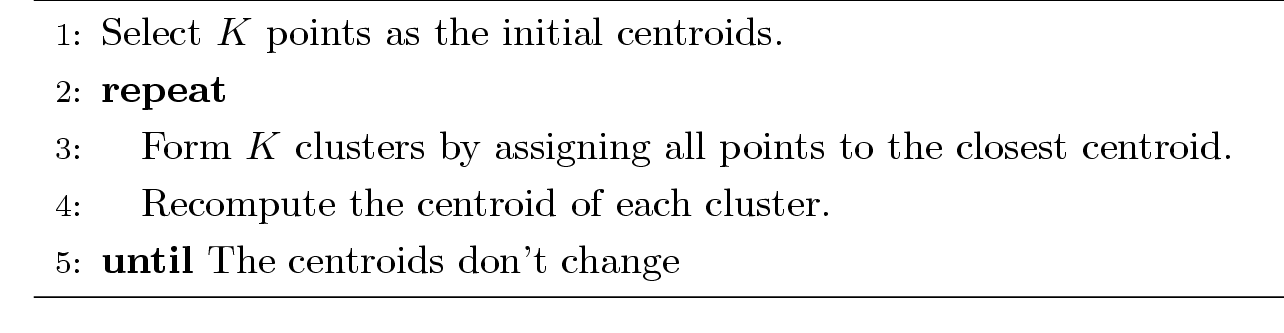 1: Select K points as the initial centroids.
2: repeat
3: Form K clusters by assigning all points to the closest centroid.
4: Recompute the centroid of each cluster.
5: until The centroids don't change